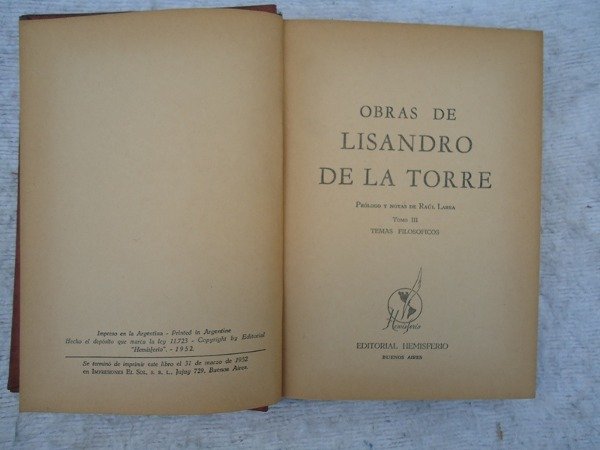 Impreso en la Argentina - Printed in Argentine
Hecho el depósito que marca la ley 11.723 - Copyright by Editorial
"Hemisferio". - 1952.
Se terminó de imprimir este libro el 31 de marzo de 1952
en Impresiones El Sol, s. r. l., Jujuy 729, Buenos Aires.
OBRAS DE
LISANDRO
DE LA TORRE
Prólogo y notas de Raúl Larra
Tomo III
TEMAS FILOSOFICOS
Hemisferio
EDITORIAL HEMISFERIO
BUENOS AIRES